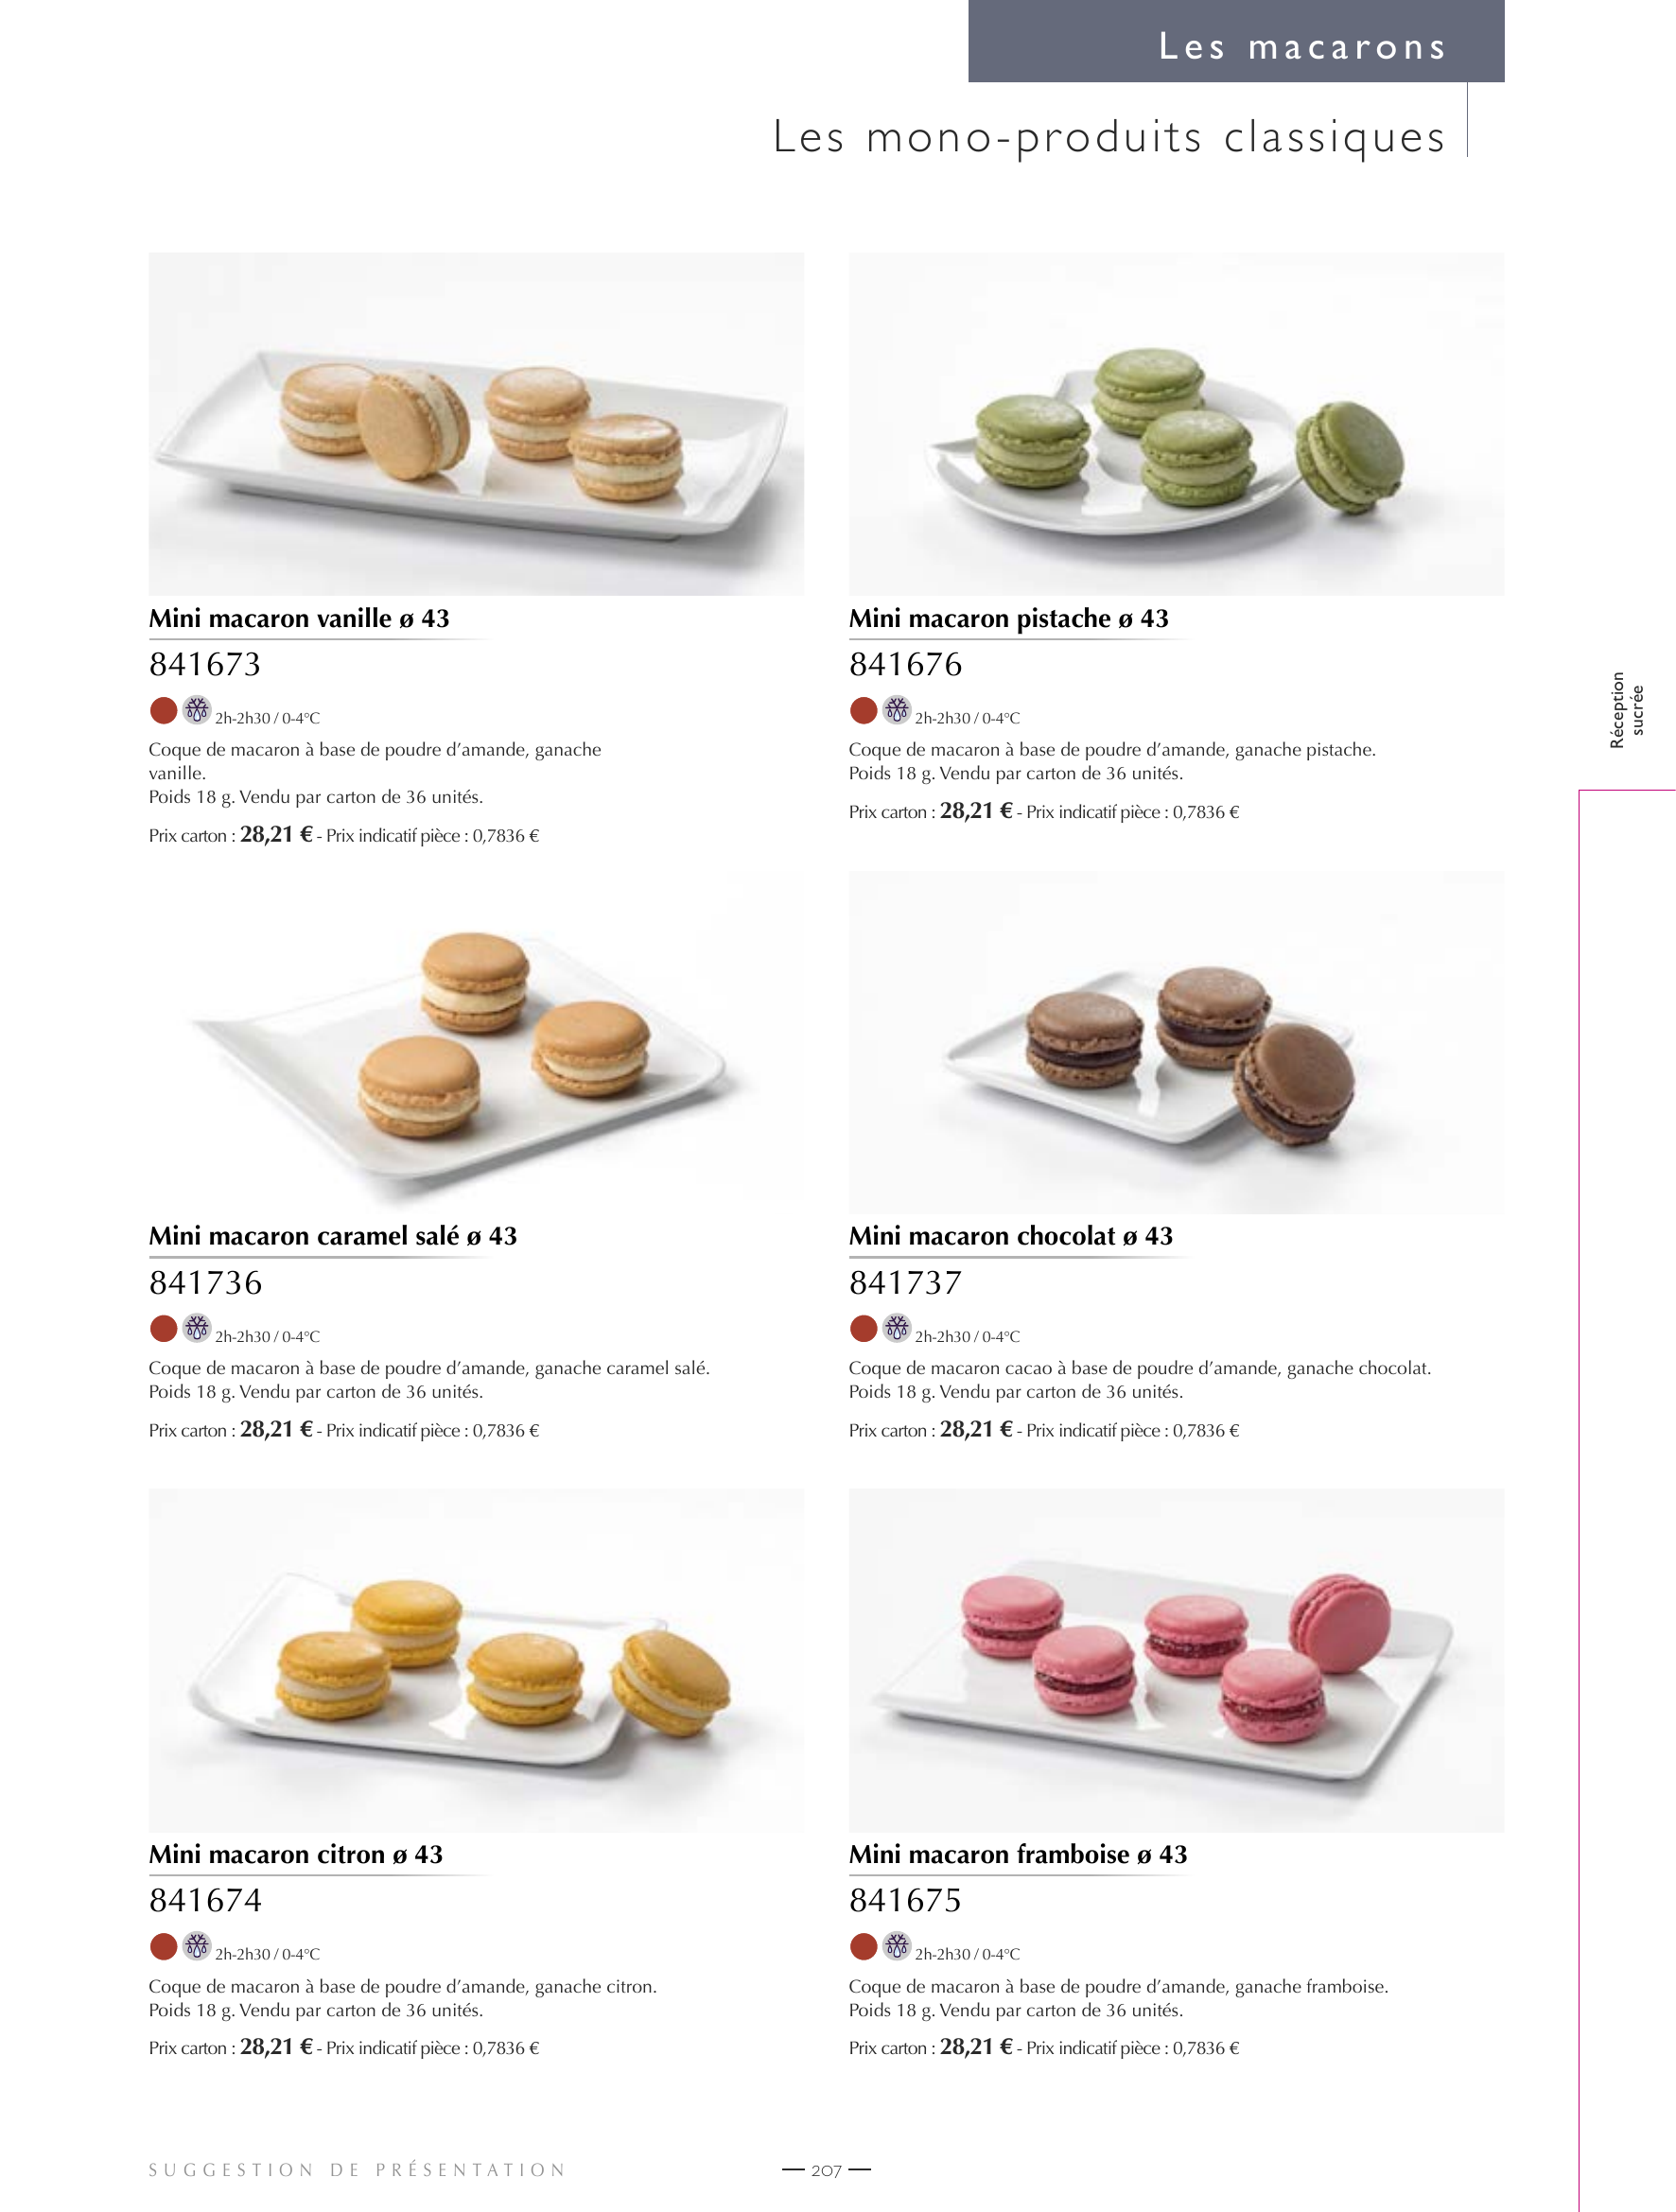 Les macarons
Les mono-produits classiques
Mini macaron vanille ø 43
841673
2h-2h30 / 0-4°C
Coque de macaron à base de poudre d'amande, ganache
vanille.
Poids 18 g. Vendu par carton de 36 unités.
Prix carton : 28,21 € - Prix indicatif pièce : 0,7836 €
Mini macaron pistache ø 43
841676
2h-2h30 / 0-4°C
Coque de macaron à base de poudre d'amande, ganache pistache.
Poids 18 g. Vendu par carton de 36 unités.
Prix carton : 28,21 € - Prix indicatif pièce : 0,7836 €
Réception
sucrée
Mini macaron caramel salé ø 43
841736
2h-2h30 / 0-4°C
Coque de macaron à base de poudre d'amande, ganache caramel salé.
Poids 18 g. Vendu par carton de 36 unités.
Prix carton : 28,21 € - Prix indicatif pièce : 0,7836 €
Mini macaron chocolat ø 43
841737
2h-2h30 / 0-4°C
Coque de macaron cacao à base de poudre d'amande, ganache chocolat.
Poids 18 g. Vendu par carton de 36 unités.
Prix carton : 28,21 € - Prix indicatif pièce : 0,7836 €
Mini macaron citron ø 43
841674
2h-2h30 / 0-4°C
Coque de macaron à base de poudre d'amande, ganache citron.
Poids 18 g. Vendu par carton de 36 unités.
Prix carton : 28,21 € - Prix indicatif pièce : 0,7836 €
Mini macaron framboise ø 43
841675
2h-2h30 / 0-4°C
Coque de macaron à base de poudre d'amande, ganache framboise.
Poids 18 g. Vendu par carton de 36 unités.
Prix carton : 28,21 € - Prix indicatif pièce : 0,7836 €
SUGGESTION DE PRÉSENTATION
— 207 —